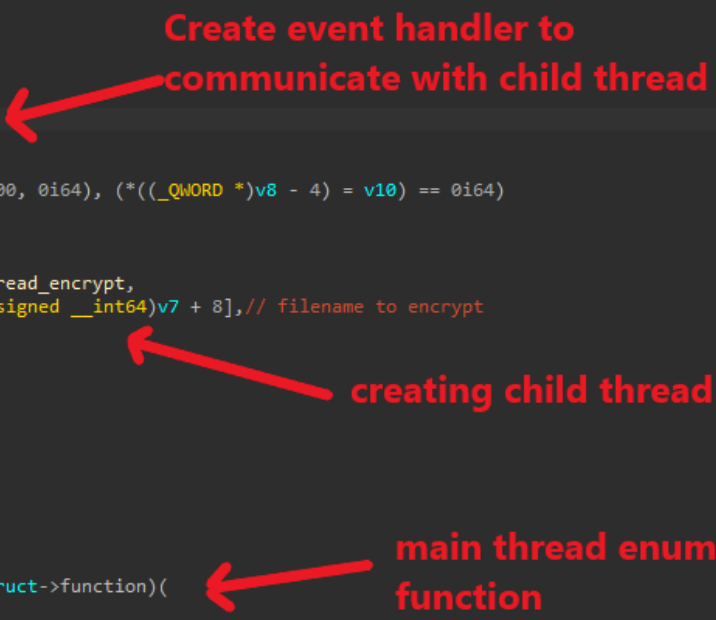 Create event handler to
communicate with child thread
00, 0i64), (*((_QWORD *)v8 - 4) = v10) == 0i64)
read_encrypt,
signed __int64)v7 + 8],// filename to encrypt
creating child thread
main thread enum
function
ruct->function)(